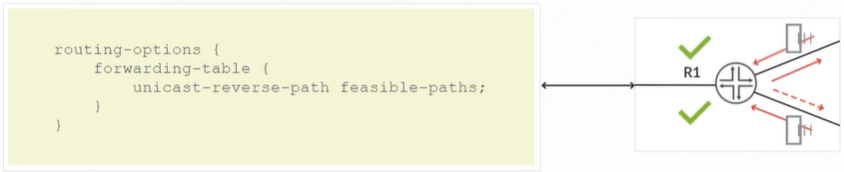 routing-options {
forwarding-table {
unicast-reverse-path feasible-paths;
}
}
R1